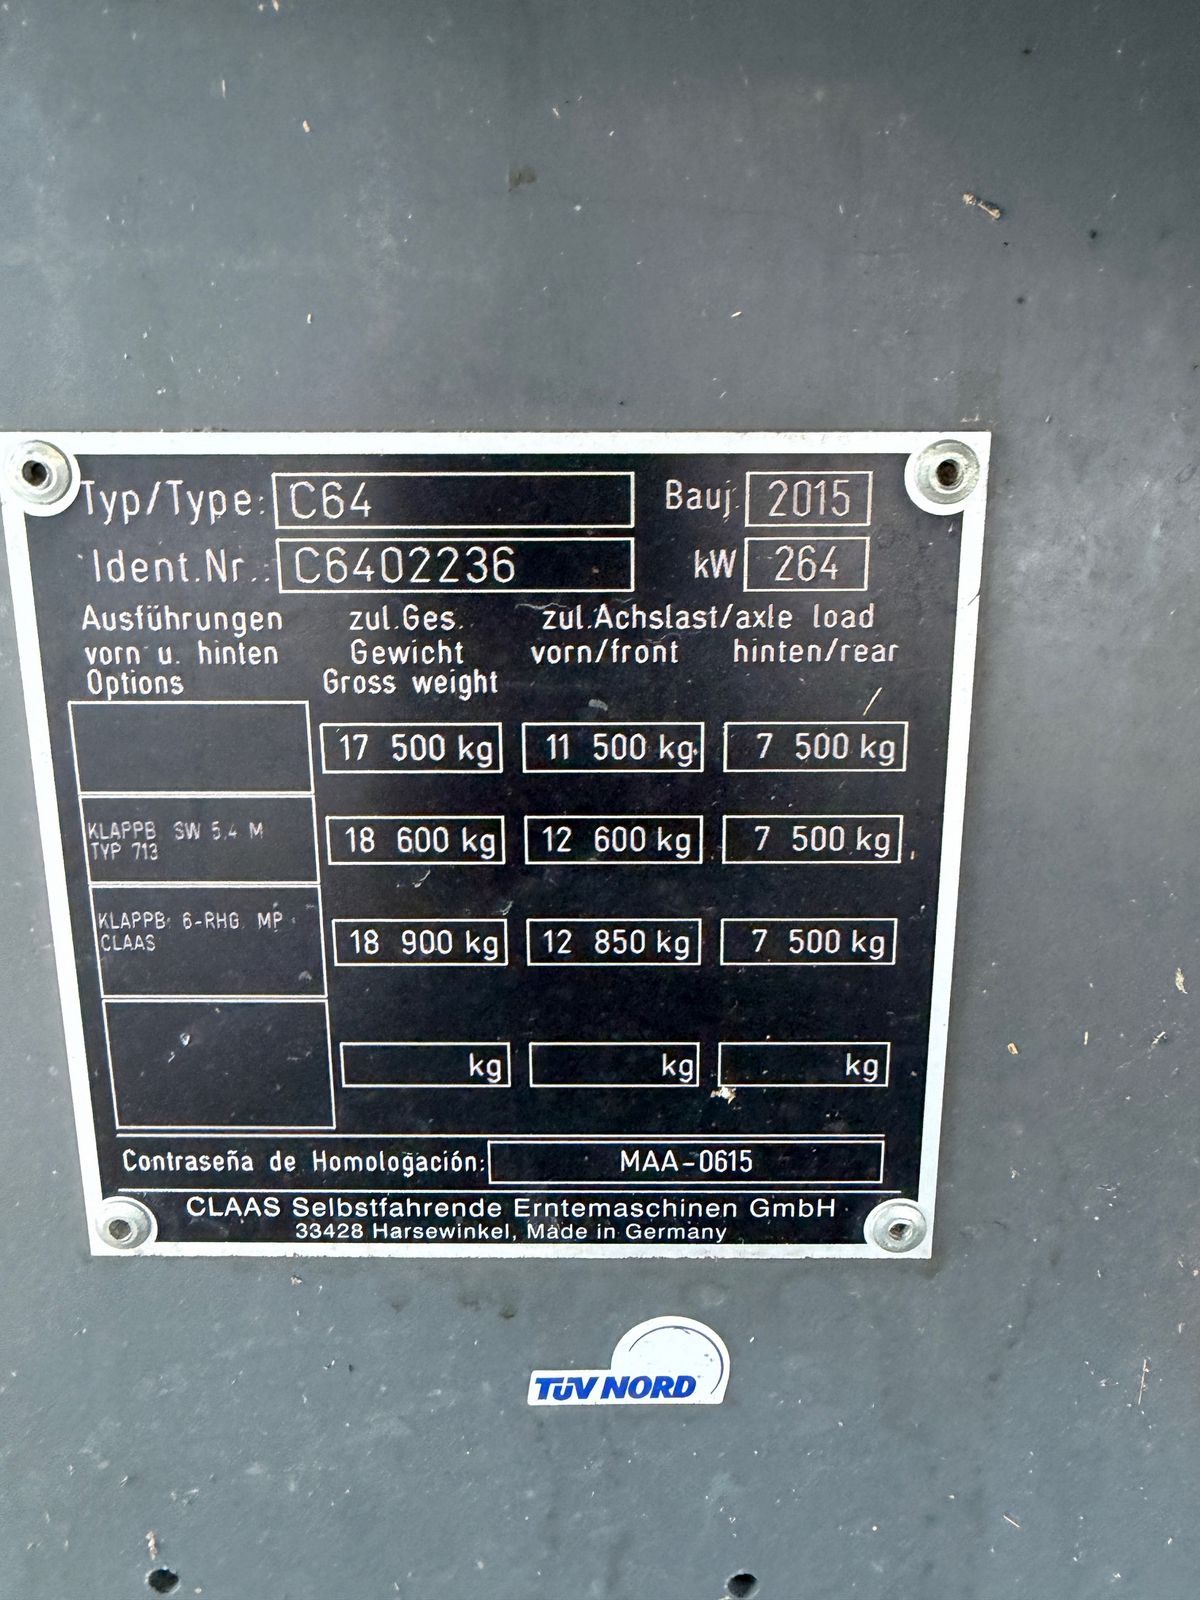 Typ/Type: C64 Bauj. 2015
Ident.Nr.: C6402236 kW 264
Ausführungen zul.Ges. zul.Achslast/axle load
vorn u. hinten Gewicht vorn/front hinten/rear
Options Gross weight
17 500 kg 11 500 kg 7 500 kg
KLAPPB SW 5,4 M
TYP 713
18 600 kg 12 600 kg 7 500 kg
KLAPPB 6-RHG MP
CLAAS
18 900 kg 12 850 kg 7 500 kg
kg kg kg
Contraseña de Homologación: MAA-0615
CLAAS Selbstfahrende Erntemaschinen GmbH
33428 Harsewinkel, Made in Germany
TÜV NORD